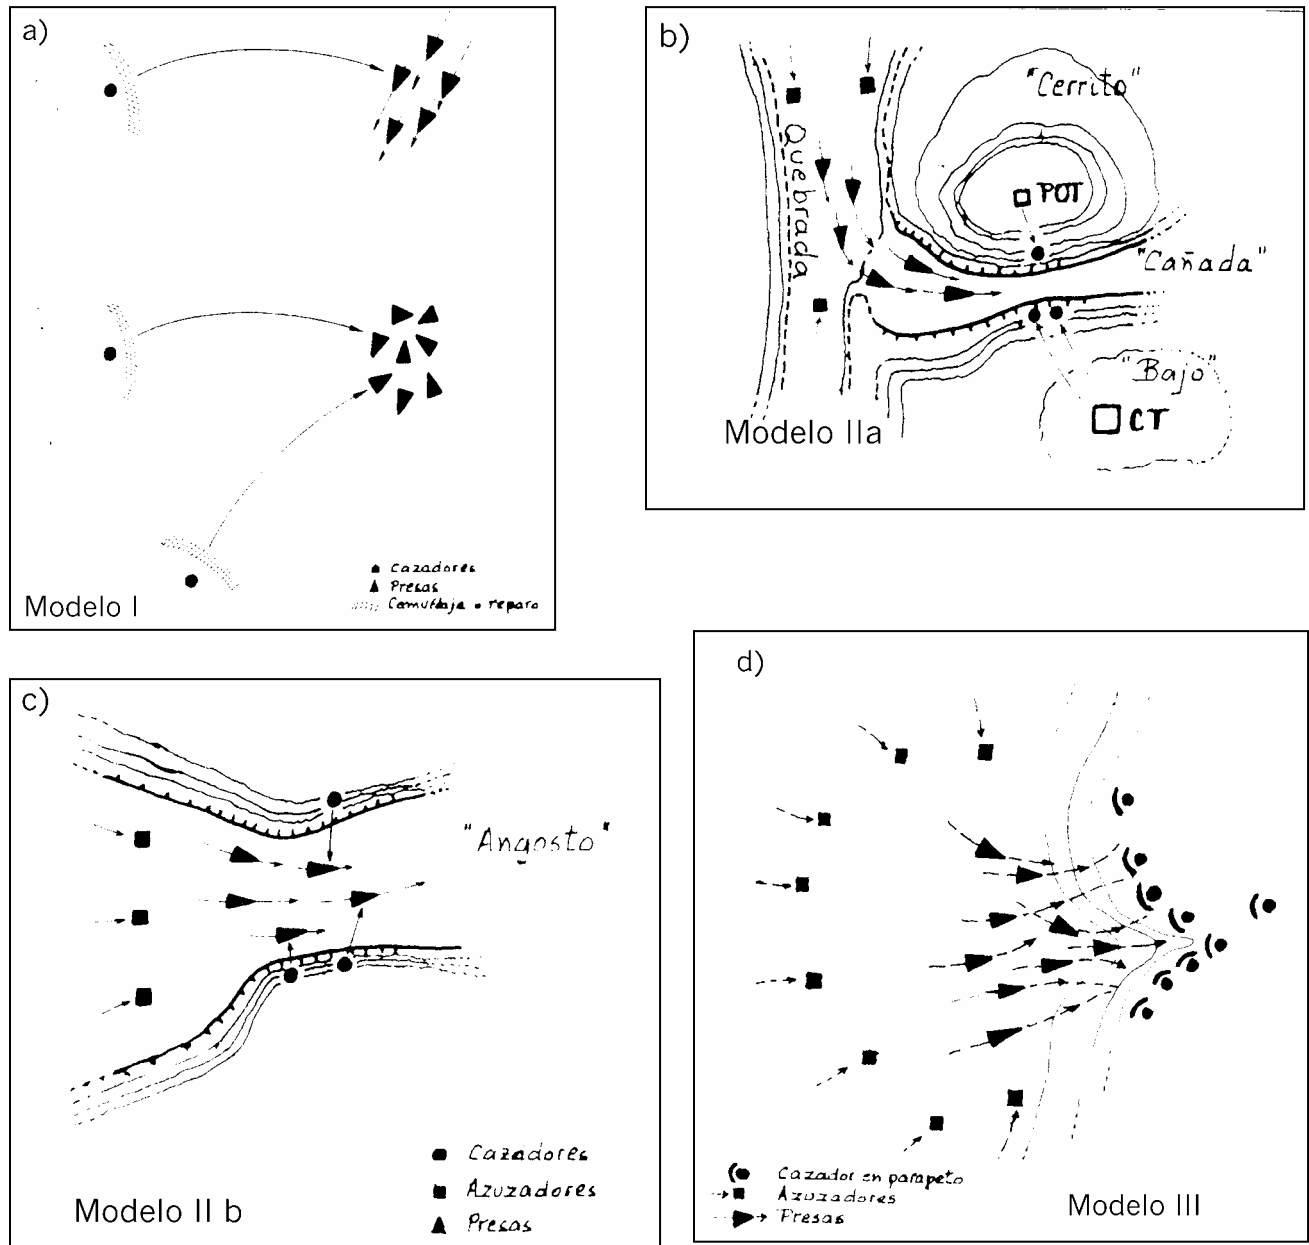 a)
Cazadores
Presas
Camuflaje o reparo
Modelo I
b)
"Cerrito"
Quebrada
POT
"Cañada"
"Bajo"
CT
Modelo IIa
c)
"Angosto"
Cazadores
Azuzadores
Presas
Modelo II b
d)
Cazador en parapeto
Azuzadores
Presas
Modelo III